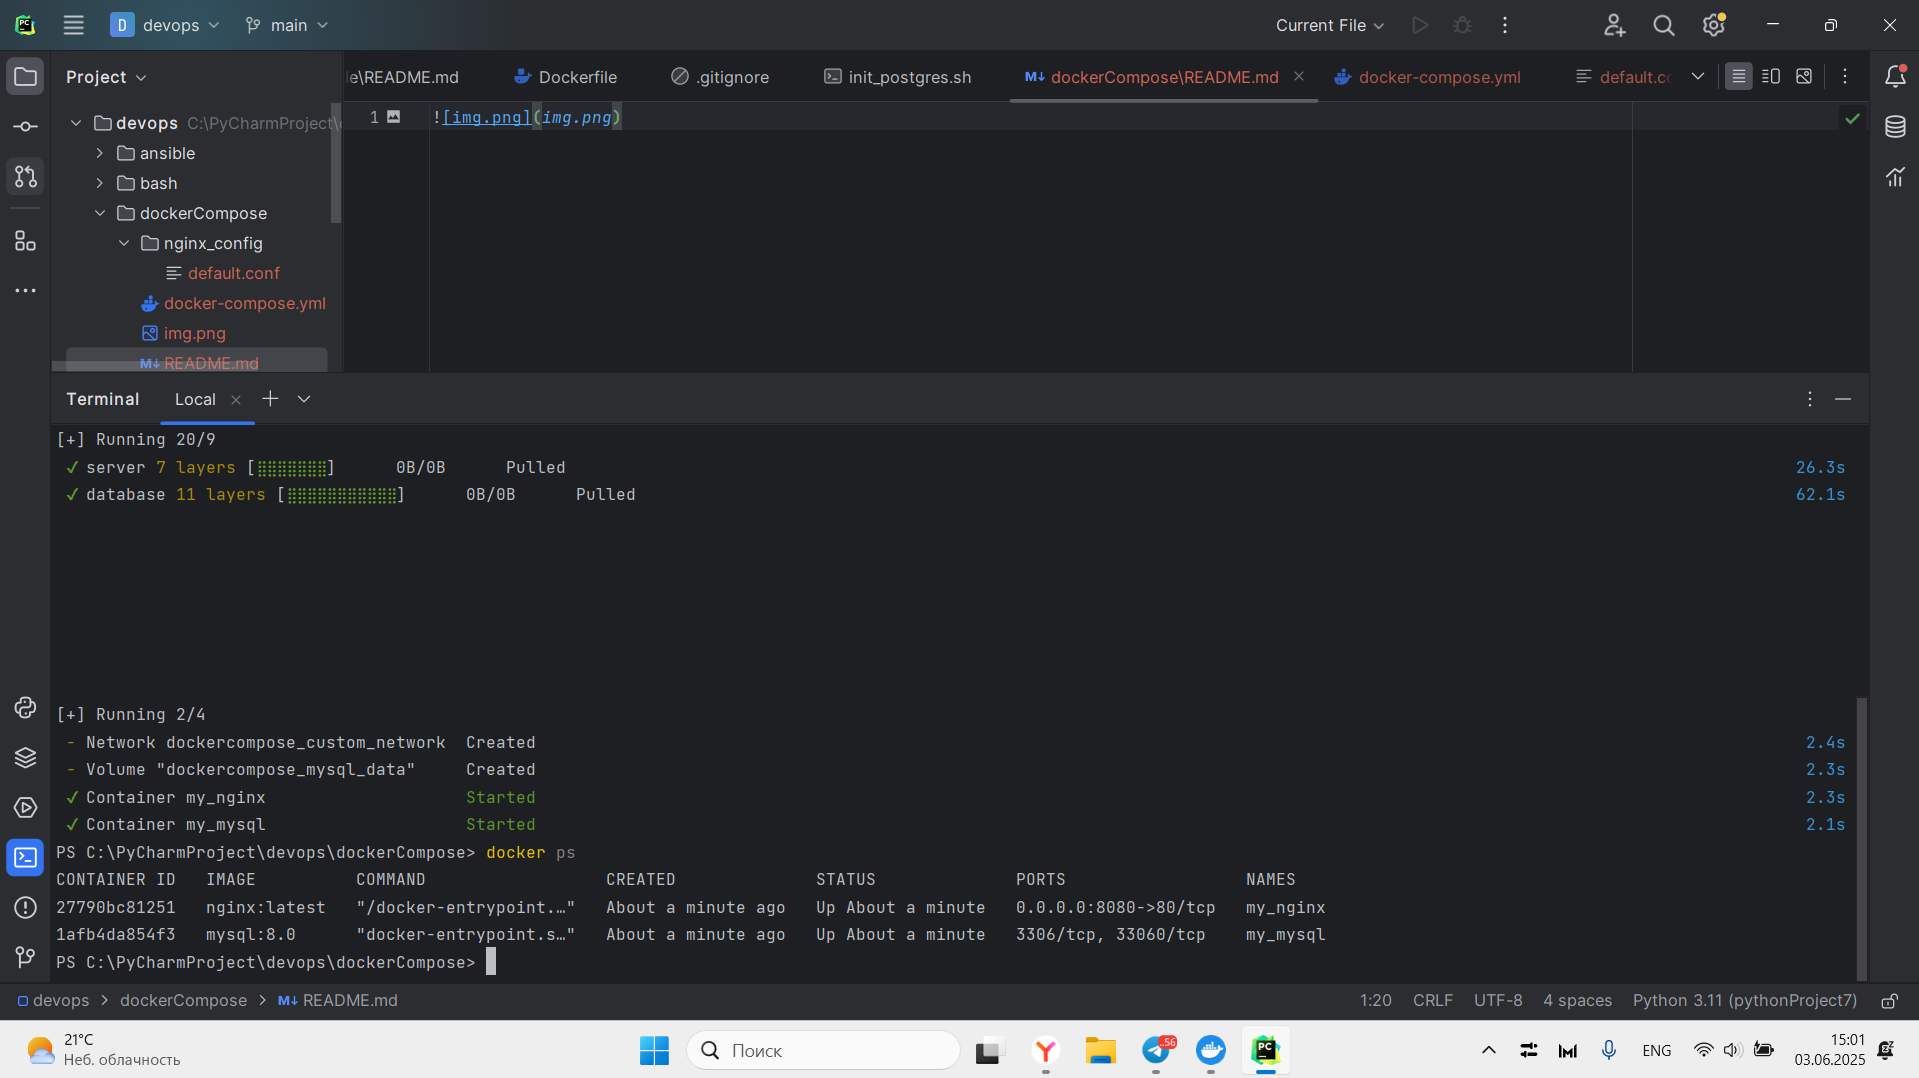 PC
D devops main
Current File
Project
le\README.md
Dockerfile
.gitignore
init_postgres.sh
M↓ dockerCompose\README.md
docker-compose.yml
default.c
devops C:\PyCharmProject\
ansible
bash
dockerCompose
nginx_config
default.conf
docker-compose.yml
img.png
M↓ README.md
1 ![img.png](img.png)
Terminal Local
[+] Running 20/9
✓ server 7 layers [⣿⣿⣿⣿⣿⣿⣿] 0B/0B Pulled 26.3s
✓ database 11 layers [⣿⣿⣿⣿⣿⣿⣿⣿⣿⣿⣿] 0B/0B Pulled 62.1s
[+] Running 2/4
- Network dockercompose_custom_network Created 2.4s
- Volume "dockercompose_mysql_data" Created 2.3s
✓ Container my_nginx Started 2.3s
✓ Container my_mysql Started 2.1s
PS C:\PyCharmProject\devops\dockerCompose> docker ps
CONTAINER ID IMAGE COMMAND CREATED STATUS PORTS NAMES
27790bc81251 nginx:latest "/docker-entrypoint.…" About a minute ago Up About a minute 0.0.0.0:8080->80/tcp my_nginx
1afb4da854f3 mysql:8.0 "docker-entrypoint.s…" About a minute ago Up About a minute 3306/tcp, 33060/tcp my_mysql
PS C:\PyCharmProject\devops\dockerCompose>
devops > dockerCompose > M↓ README.md
1:20 CRLF UTF-8 4 spaces Python 3.11 (pythonProject7)
21°C
Неб. облачность
Поиск
.56
PC
ENG
15:01
03.06.2025